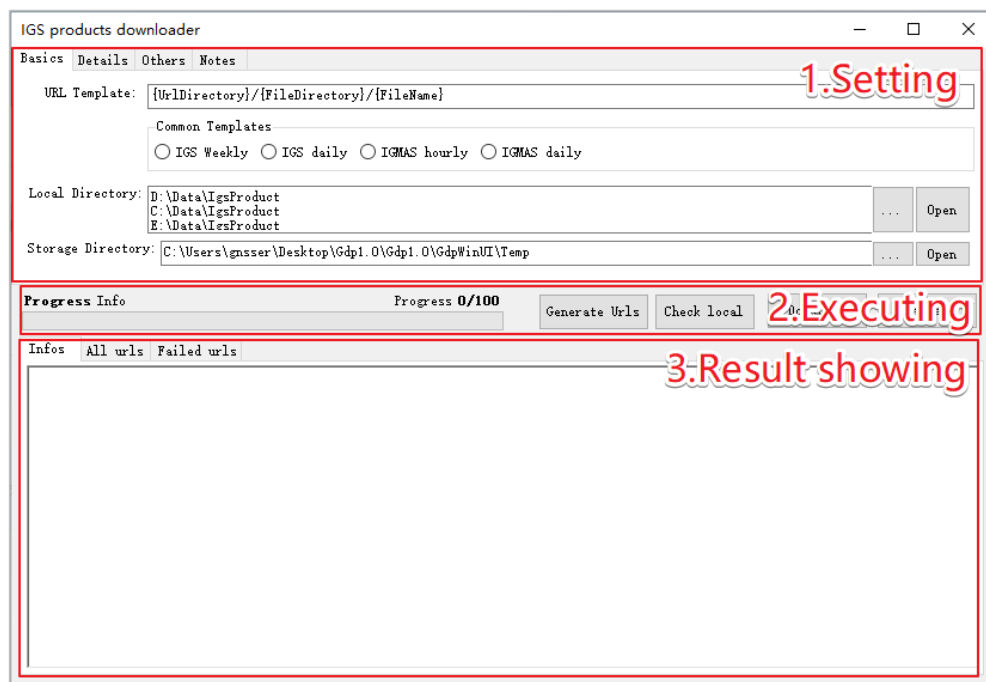 IGS products downloader
Basics Details Others Notes
1.Setting
URL Template: {UrlDirectory}/{FileDirectory}/{FileName}
Common Templates
IGS Weekly IGS daily IGMAS hourly IGMAS daily
Local Directory: D:\Data\IgsProduct
C:\Data\IgsProduct
E:\Data\IgsProduct
... Open
Storage Directory: C:\Users\gnsser\Desktop\Gdp1.0\Gdp1.0\GdpWinUI\Temp ... Open
Progress Info Progress 0/100
Generate Urls Check local 2.Executing
Infos All urls Failed urls
3.Result showing